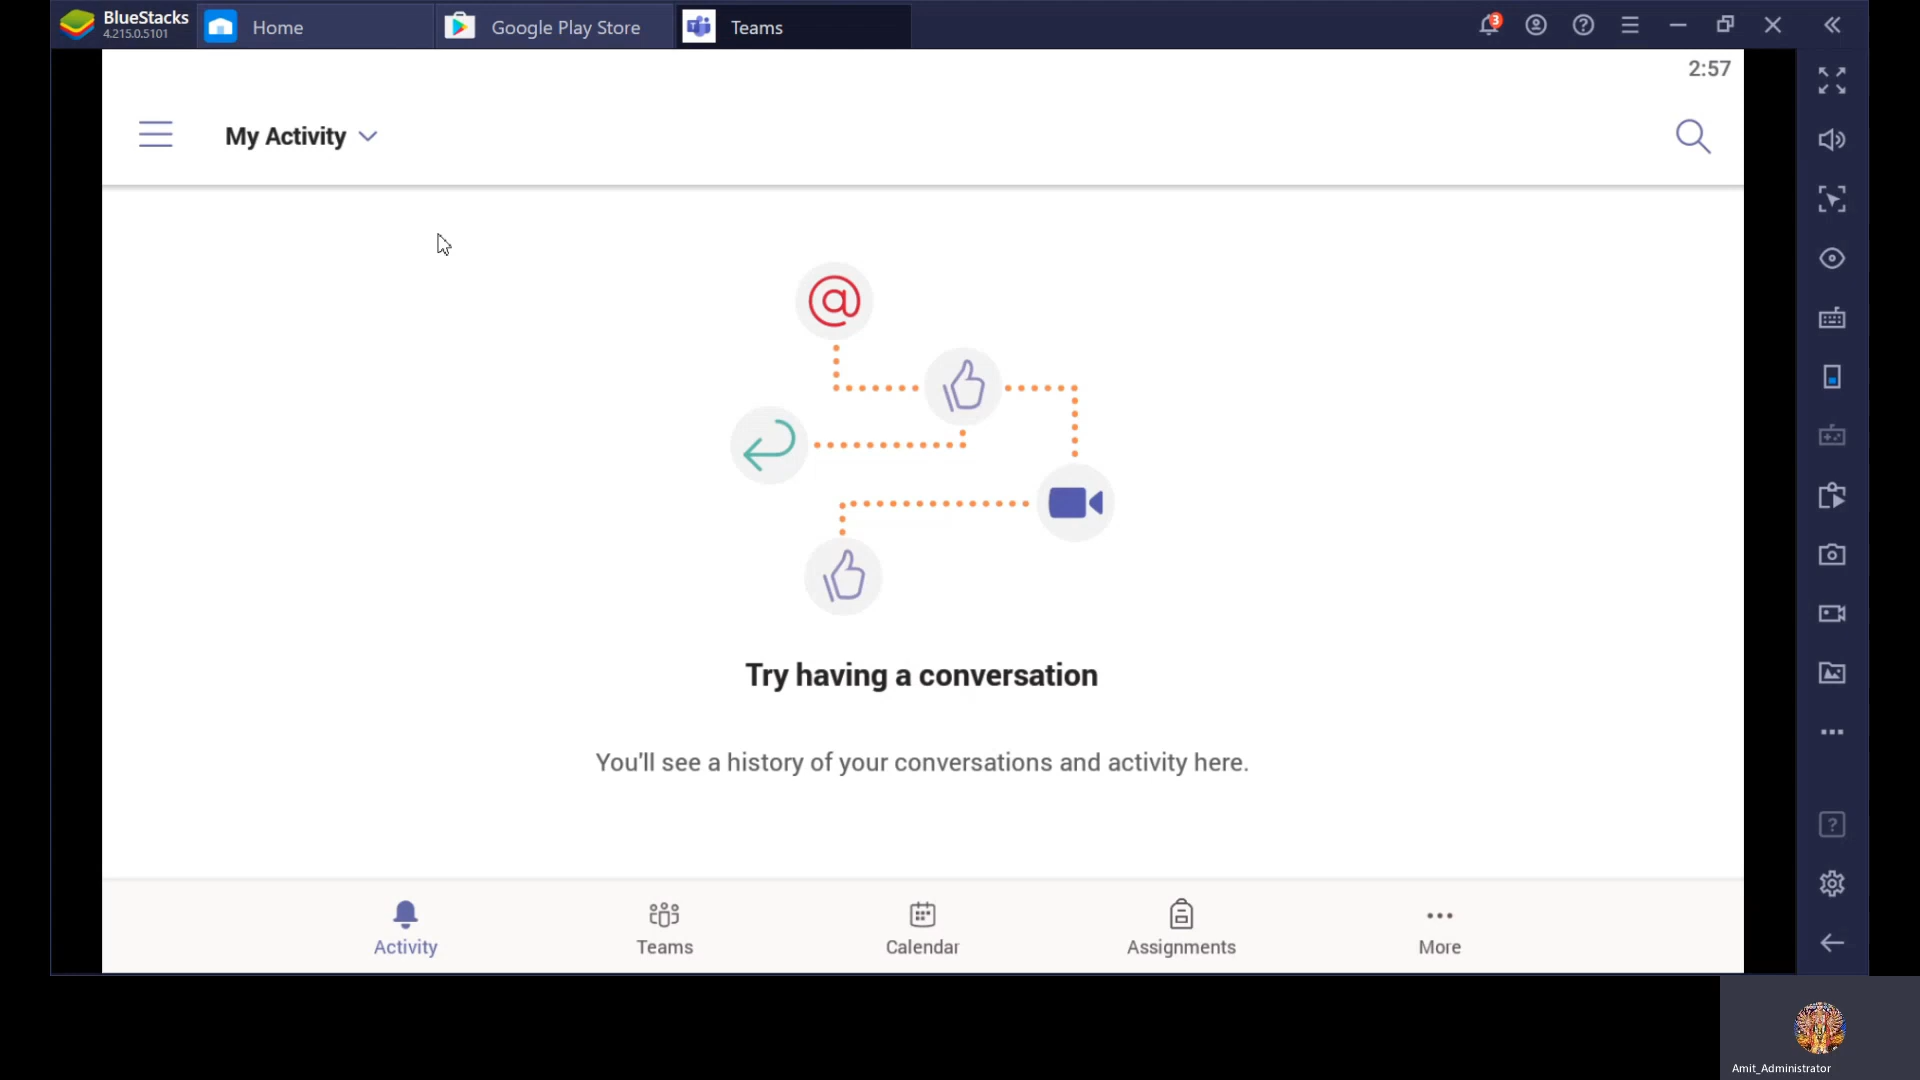 BlueStacks
4.215.0.5101
Home
Google Play Store
Teams
3
2:57
My Activity
@
Try having a conversation
You'll see a history of your conversations and activity here.
Activity
Teams
Calendar
Assignments
More
Amit_Administrator